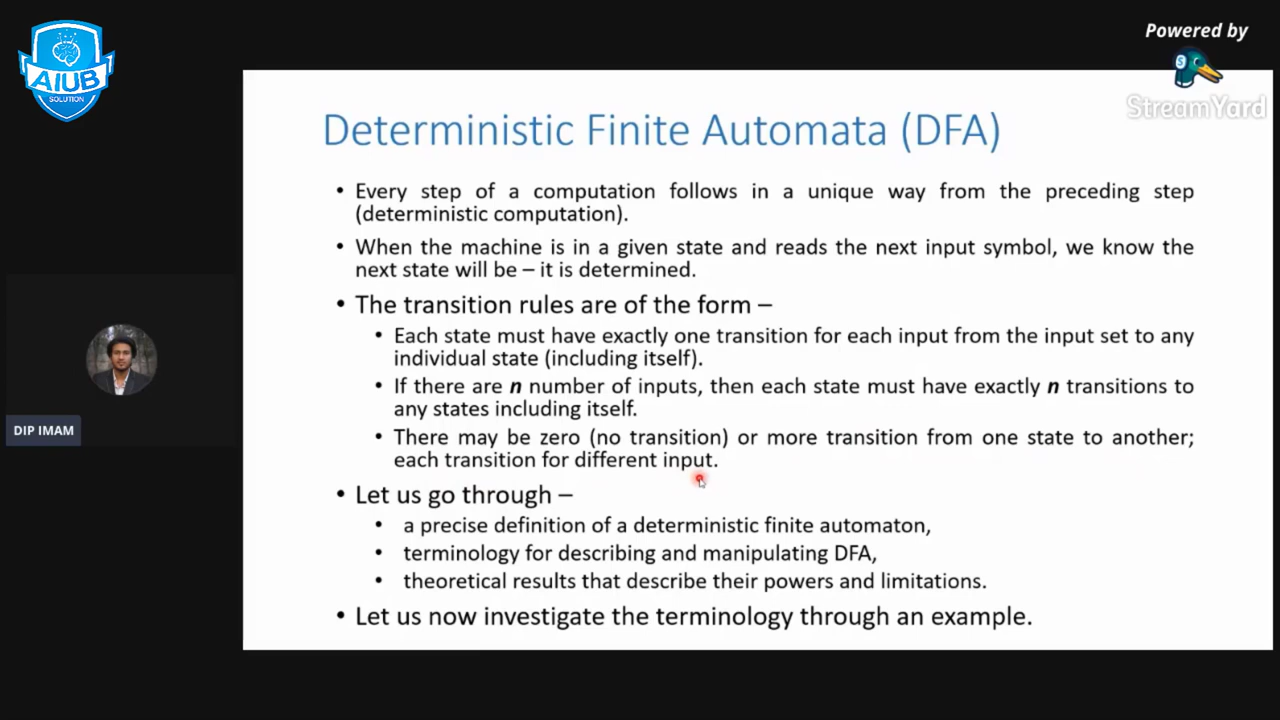 AIUB
SOLUTION
Powered by
S
StreamYard
Deterministic Finite Automata (DFA)
• Every step of a computation follows in a unique way from the preceding step
(deterministic computation).
• When the machine is in a given state and reads the next input symbol, we know the
next state will be – it is determined.
• The transition rules are of the form –
• Each state must have exactly one transition for each input from the input set to any
individual state (including itself).
• If there are n number of inputs, then each state must have exactly n transitions to
any states including itself.
• There may be zero (no transition) or more transition from one state to another;
each transition for different input.
• Let us go through –
• a precise definition of a deterministic finite automaton,
• terminology for describing and manipulating DFA,
• theoretical results that describe their powers and limitations.
• Let us now investigate the terminology through an example.
DIP IMAM